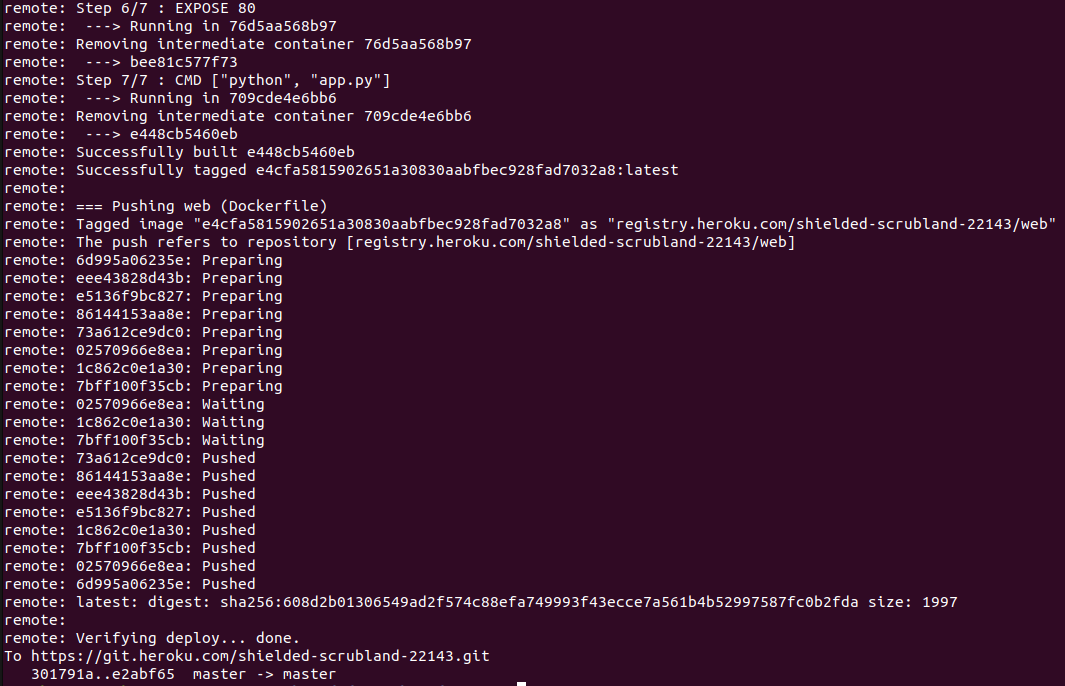 remote: Step 6/7 : EXPOSE 80
remote:  ---> Running in 76d5aa568b97
remote: Removing intermediate container 76d5aa568b97
remote:  ---> bee81c577f73
remote: Step 7/7 : CMD ["python", "app.py"]
remote:  ---> Running in 709cde4e6bb6
remote: Removing intermediate container 709cde4e6bb6
remote:  ---> e448cb5460eb
remote: Successfully built e448cb5460eb
remote: Successfully tagged e4cfa5815902651a30830aabfbec928fad7032a8:latest
remote:
remote: === Pushing web (Dockerfile)
remote: Tagged image "e4cfa5815902651a30830aabfbec928fad7032a8" as "registry.heroku.com/shielded-scrubland-22143/web"
remote: The push refers to repository [registry.heroku.com/shielded-scrubland-22143/web]
remote: 6d995a06235e: Preparing
remote: eee43828d43b: Preparing
remote: e5136f9bc827: Preparing
remote: 86144153aa8e: Preparing
remote: 73a612ce9dc0: Preparing
remote: 02570966e8ea: Preparing
remote: 1c862c0e1a30: Preparing
remote: 7bff100f35cb: Preparing
remote: 02570966e8ea: Waiting
remote: 1c862c0e1a30: Waiting
remote: 7bff100f35cb: Waiting
remote: 73a612ce9dc0: Pushed
remote: 86144153aa8e: Pushed
remote: eee43828d43b: Pushed
remote: e5136f9bc827: Pushed
remote: 1c862c0e1a30: Pushed
remote: 7bff100f35cb: Pushed
remote: 02570966e8ea: Pushed
remote: 6d995a06235e: Pushed
remote: latest: digest: sha256:608d2b01306549ad2f574c88efa749993f43ecce7a561b4b52997587fc0b2fda size: 1997
remote:
remote: Verifying deploy... done.
To https://git.heroku.com/shielded-scrubland-22143.git
   301791a..e2abf65  master -> master